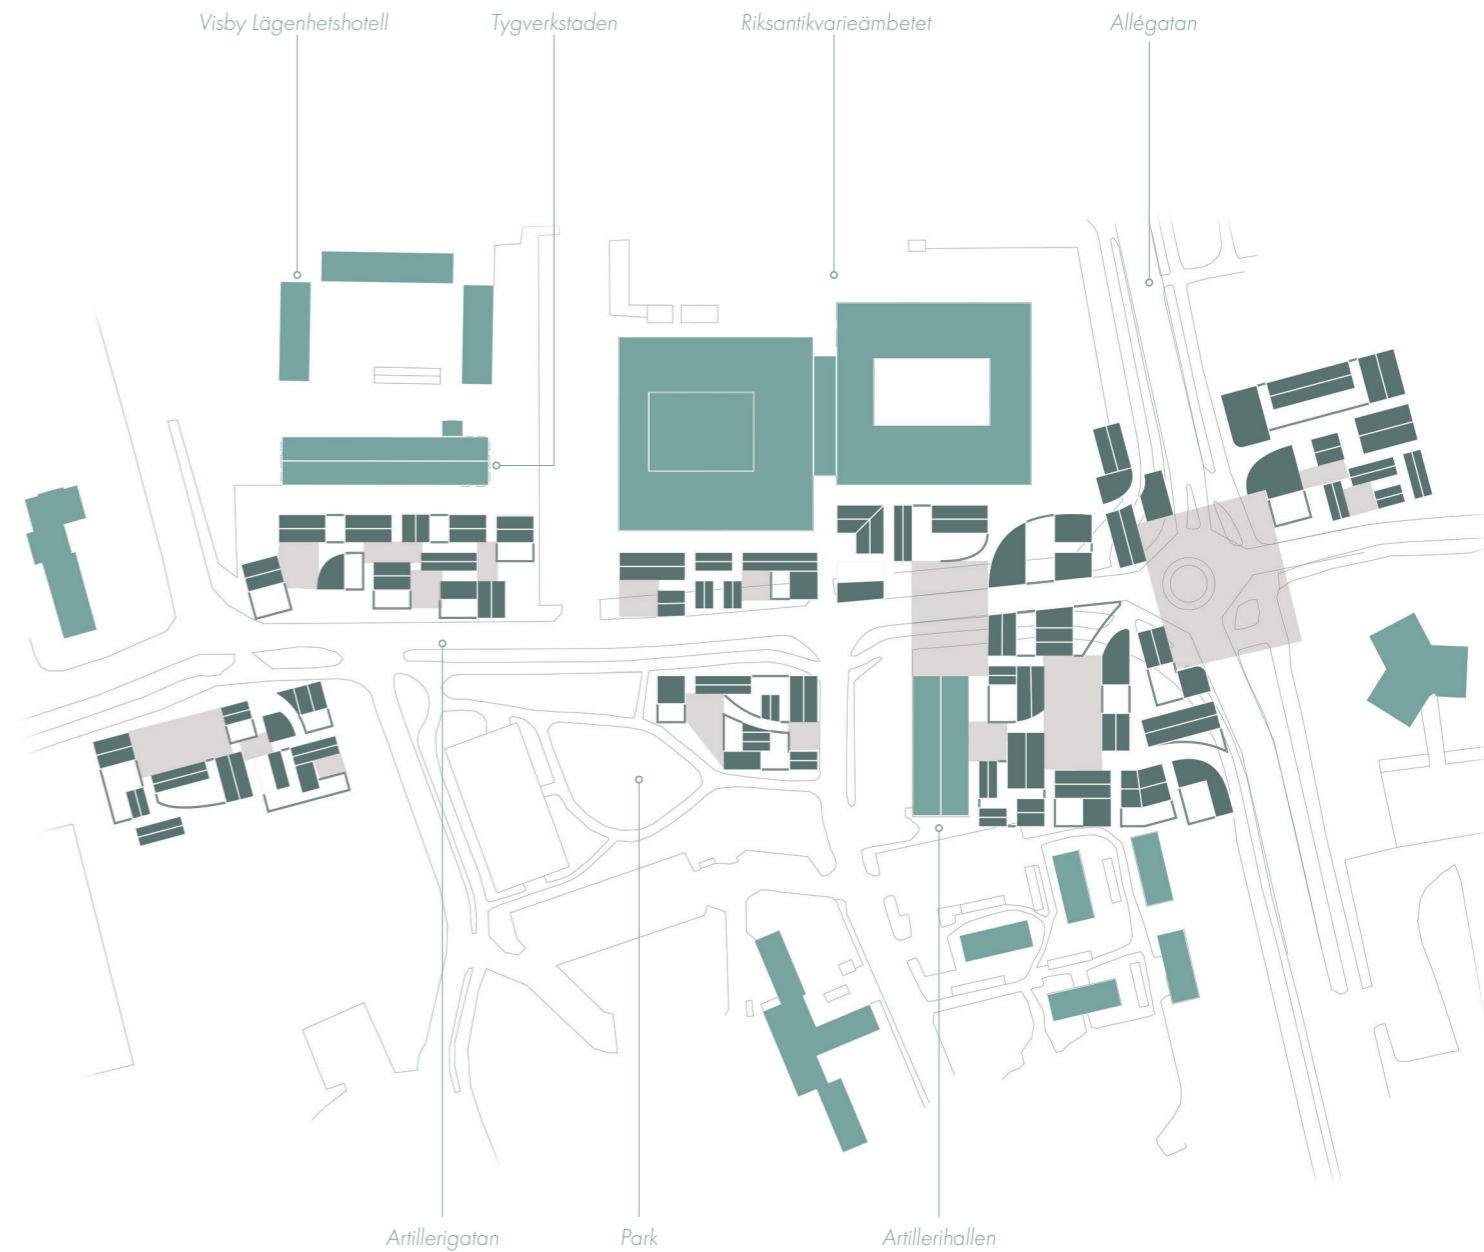 Visby Lägenhetshotell
Tygverkstaden
Riksantikvarieämbetet
Allégatan
Artillerigatan
Park
Artillerihallen